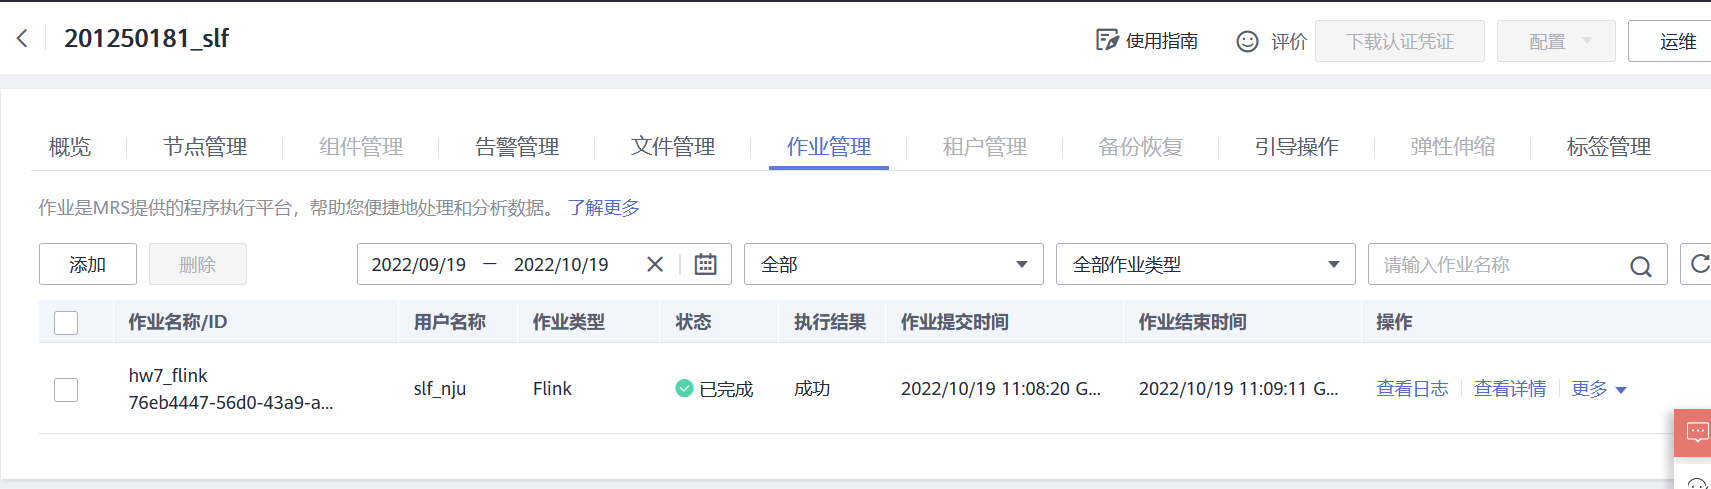 201250181_slf
使用指南 评价 下载认证凭证 配置 运维
概览 节点管理 组件管理 告警管理 文件管理 作业管理 租户管理 备份恢复 引导操作 弹性伸缩 标签管理
作业是MRS提供的程序执行平台，帮助您便捷地处理和分析数据。 了解更多
添加 删除 2022/09/19 — 2022/10/19 全部 全部作业类型 请输入作业名称
作业名称/ID 用户名称 作业类型 状态 执行结果 作业提交时间 作业结束时间 操作
hw7_flink
76eb4447-56d0-43a9-a... slf_nju Flink 已完成 成功 2022/10/19 11:08:20 G... 2022/10/19 11:09:11 G... 查看日志 查看详情 更多